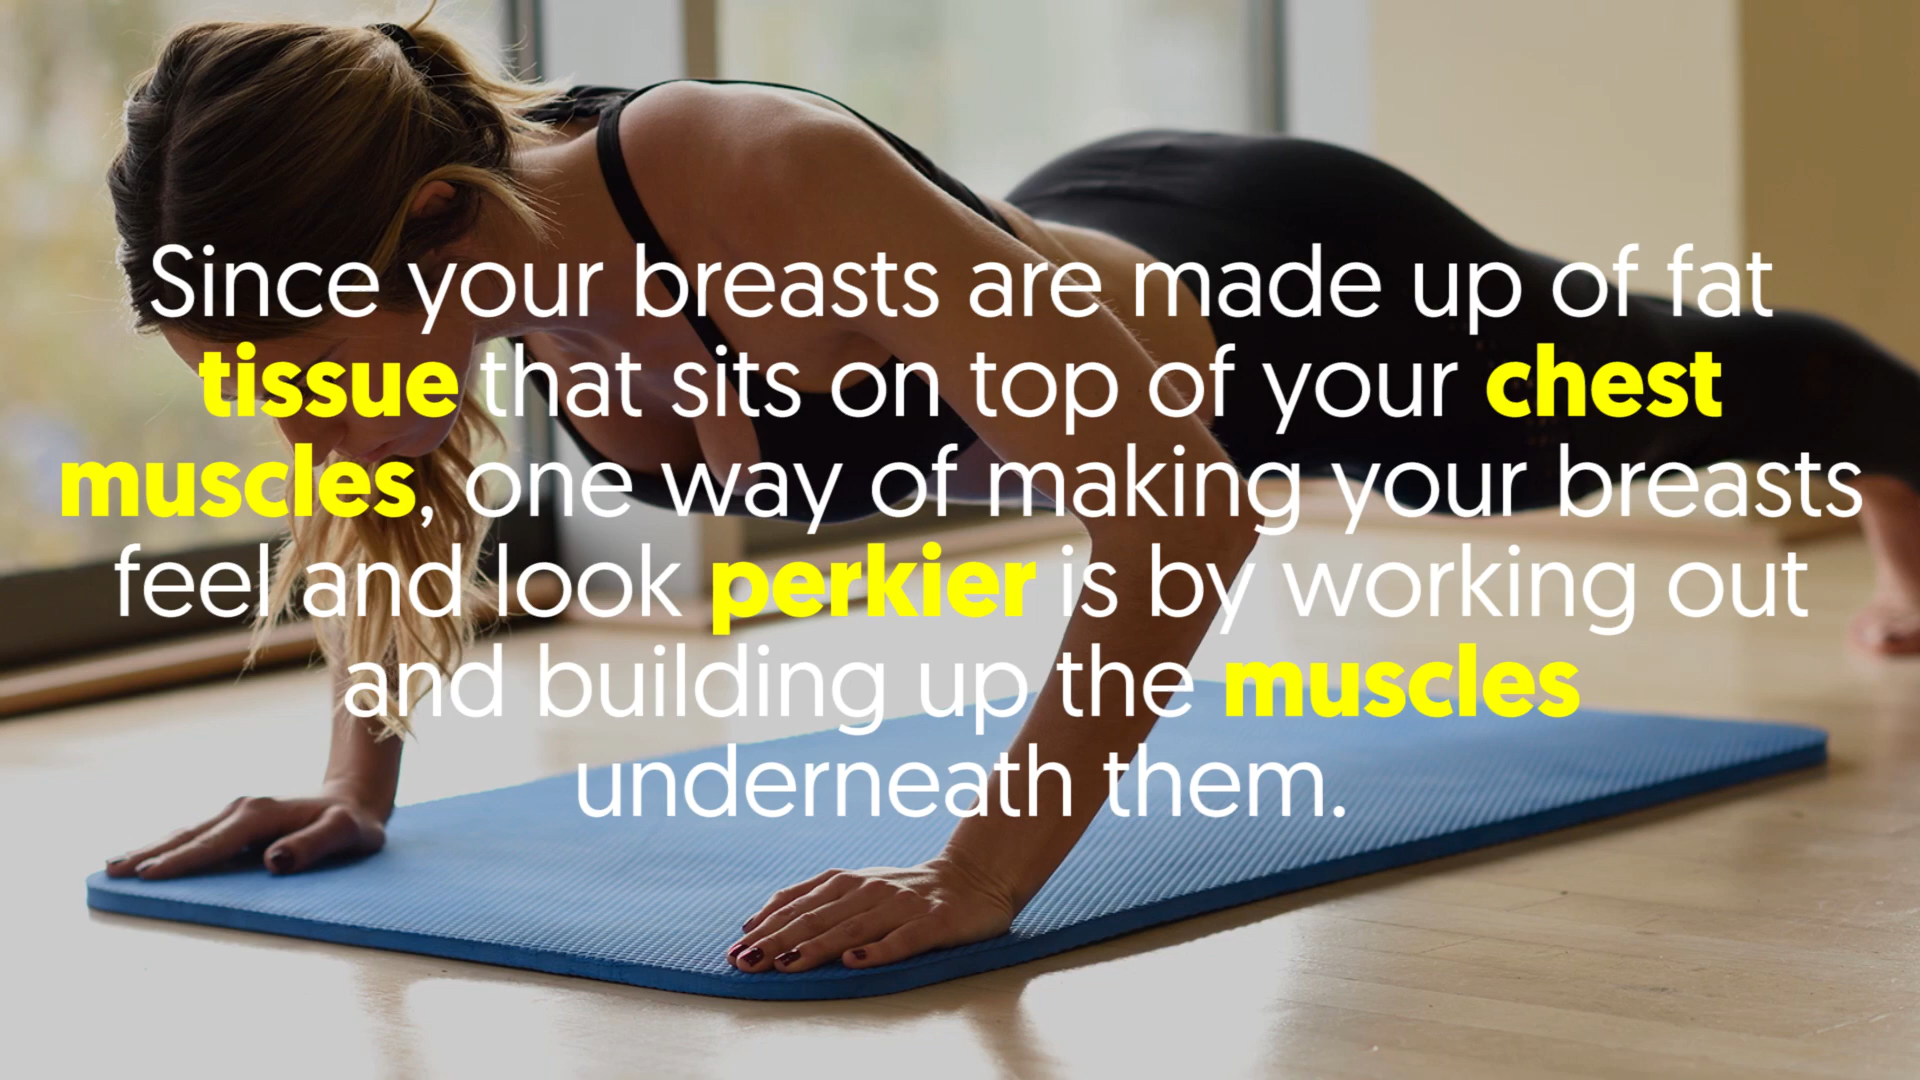 Since your breasts are made up of fat
tissue that sits on top of your chest
muscles, one way of making your breasts
feel and look perkier is by working out
and building up the muscles
underneath them.